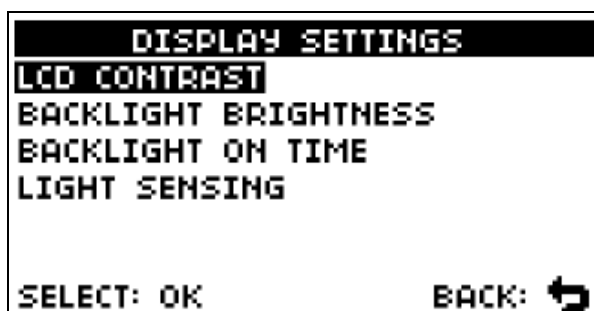 DISPLAY SETTINGS
LCD CONTRAST
BACKLIGHT BRIGHTNESS
BACKLIGHT ON TIME
LIGHT SENSING
SELECT: OK BACK: